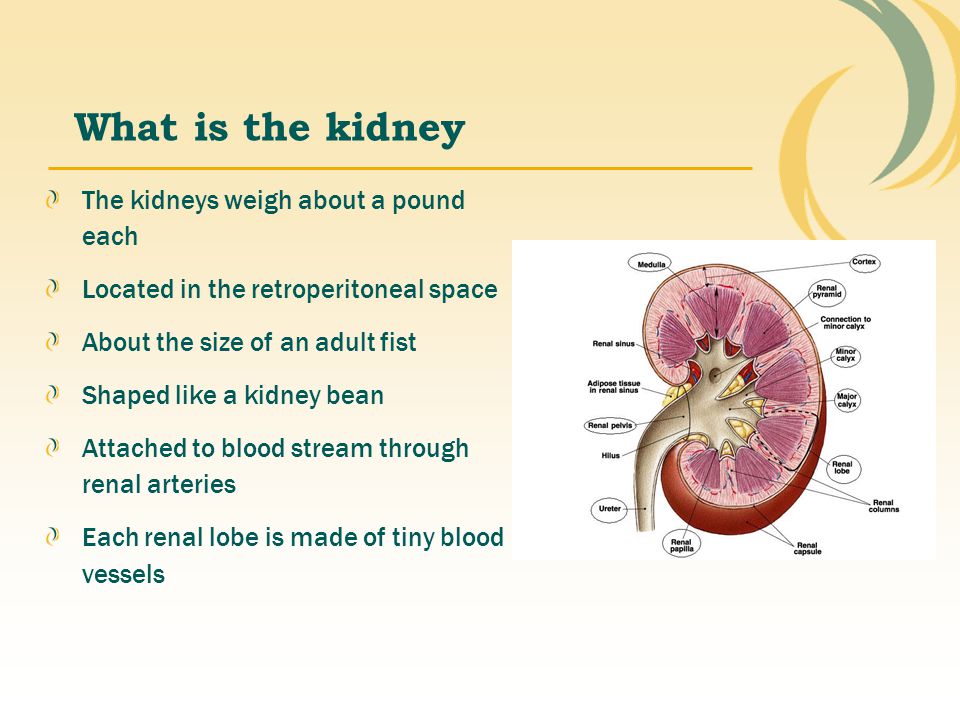 What is the kidney
The kidneys weigh about a pound
each
Located in the retroperitoneal space
About the size of an adult fist
Shaped like a kidney bean
Attached to blood stream through
renal arteries
Each renal lobe is made of tiny blood
vessels
Medulla
Cortex
Renal
pyramid
Connection to
minor calyx
Renal sinus
Minor
calyx
Adipose tissue
in renal sinus
Major
calyx
Renal pelvis
Hilus
Renal
lobe
Ureter
Renal
columns
Renal
papilla
Renal
capsule